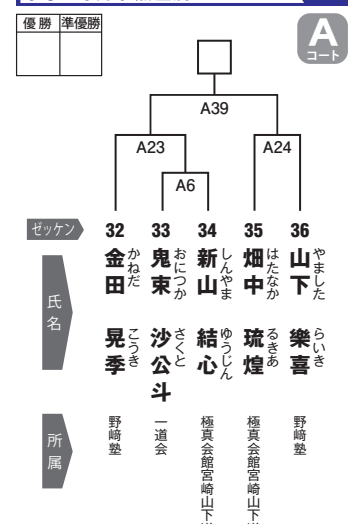 優勝 準優勝
A
コート
A39
A23
A24
A6
ゼッケン
32
33
34
35
36
氏名
金田 晃季
かねだ こうき
鬼束 沙公斗
おにつか さくと
新山 結心
しんやま ゆうじん
畑中 琉煌
はたなか るきあ
山下 樂喜
やました らいき
所属
野﨑塾
一道会
極真会館宮崎山下道
極真会館宮崎山下道
野﨑塾